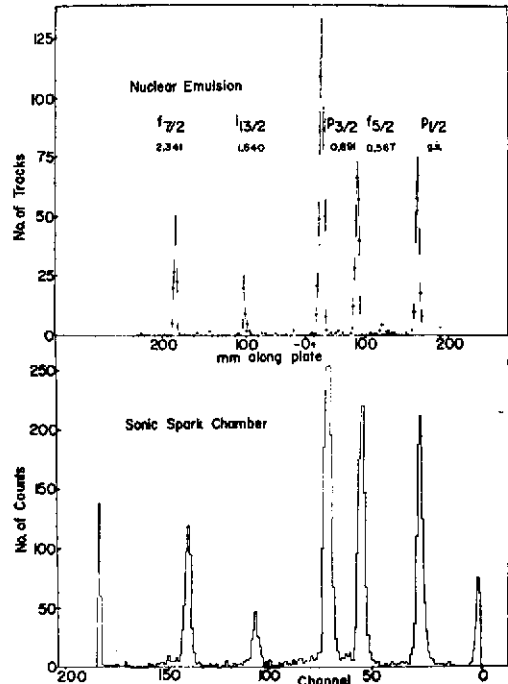 125
Nuclear Emulsion
100
f7/2 i13/2 p3/2 f5/2 p1/2
2.341 1.640 0.891 0.567 g.s.
75
No. of Tracks
50
25
0
200 100 -0+ 100 200
mm along plate
250
Sonic Spark Chamber
200
150
No. of Counts
100
50
0
200 150 100 50 0
Channel